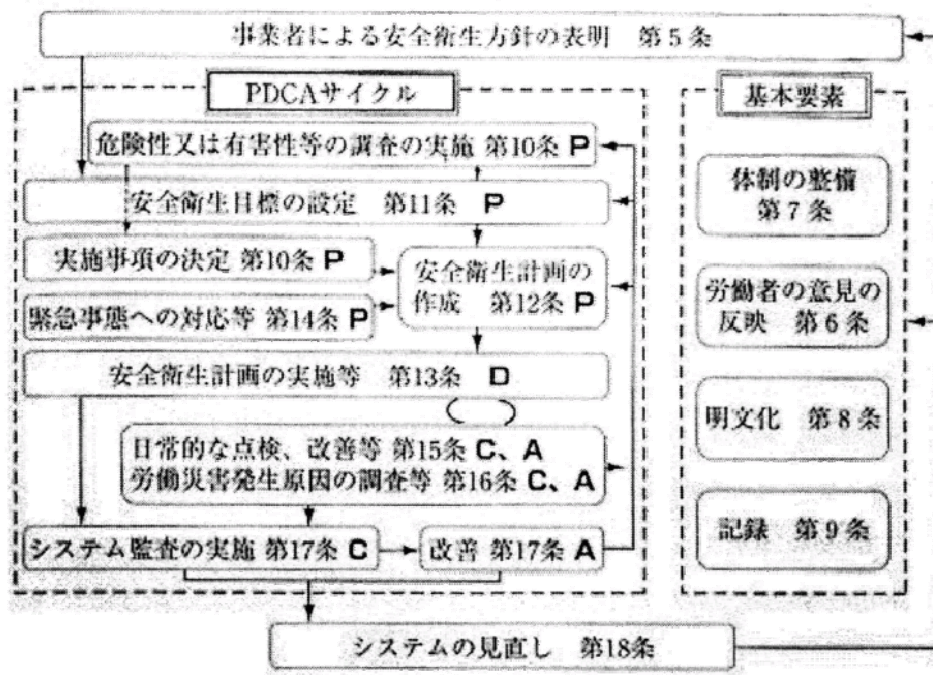 事業者による安全衛生方針の表明 第5条
PDCAサイクル
危険性又は有害性等の調査の実施 第10条 P
安全衛生目標の設定 第11条 P
実施事項の決定 第10条 P
安全衛生計画の
作成 第12条 P
緊急事態への対応等 第14条 P
安全衛生計画の実施等 第13条 D
日常的な点検、改善等 第15条 C、A
労働災害発生原因の調査等 第16条 C、A
システム監査の実施 第17条 C
改善 第17条 A
基本要素
体制の整備
第7条
労働者の意見の
反映 第6条
明文化 第8条
記録 第9条
システムの見直し 第18条